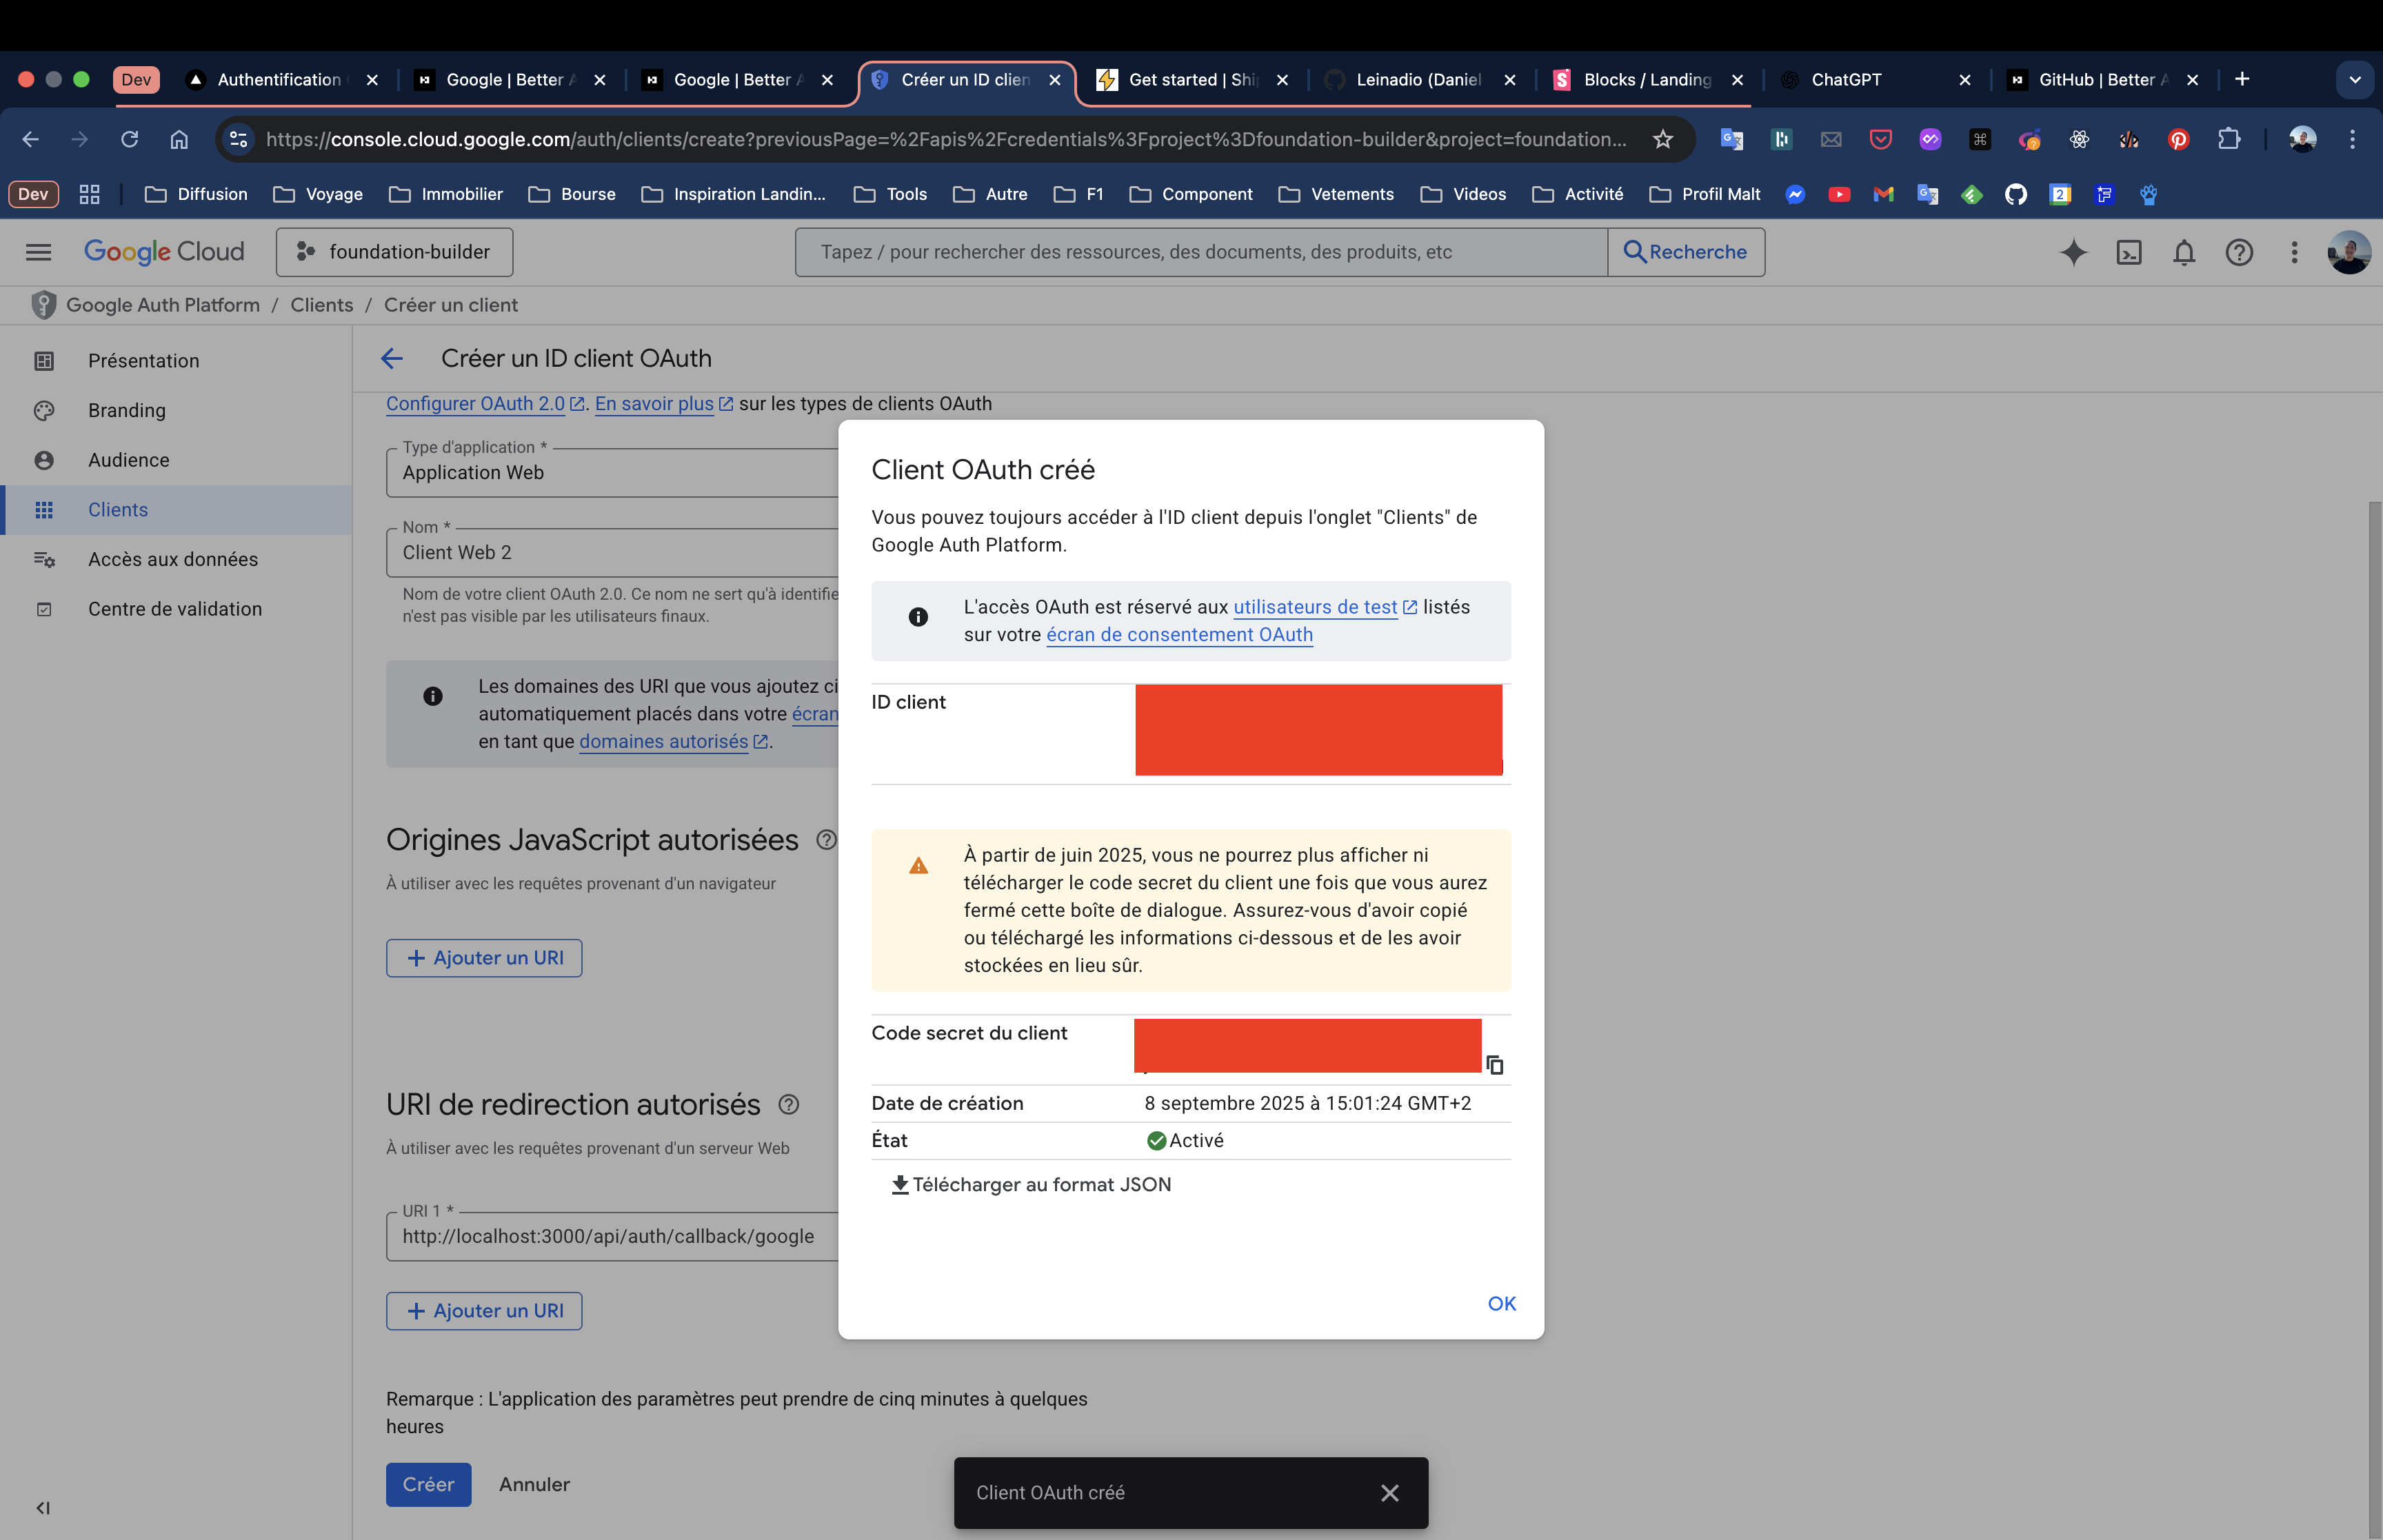 Dev
Authentification
Google | Better A
Google | Better A
Créer un ID clien
Get started | Shi
Leinadio (Daniel
Blocks / Landing
ChatGPT
GitHub | Better A
https://console.cloud.google.com/auth/clients/create?previousPage=%2Fapis%2Fcredentials%3Fproject%3Dfoundation-builder&project=foundation...
Dev
Diffusion
Voyage
Immobilier
Bourse
Inspiration Landin...
Tools
Autre
F1
Component
Vetements
Videos
Activité
Profil Malt
Google Cloud
foundation-builder
Tapez / pour rechercher des ressources, des documents, des produits, etc
Recherche
Google Auth Platform / Clients / Créer un client
Présentation
Branding
Audience
Clients
Accès aux données
Centre de validation
Créer un ID client OAuth
Configurer OAuth 2.0. En savoir plus sur les types de clients OAuth
Type d'application *
Application Web
Nom *
Client Web 2
Nom de votre client OAuth 2.0. Ce nom ne sert qu'à identifie
n'est pas visible par les utilisateurs finaux.
Les domaines des URI que vous ajoutez ci
automatiquement placés dans votre écran
en tant que domaines autorisés.
Origines JavaScript autorisées
À utiliser avec les requêtes provenant d'un navigateur
+ Ajouter un URI
URI de redirection autorisés
À utiliser avec les requêtes provenant d'un serveur Web
URI 1 *
http://localhost:3000/api/auth/callback/google
+ Ajouter un URI
Remarque : L'application des paramètres peut prendre de cinq minutes à quelques
heures
Créer
Annuler
Client OAuth créé
Vous pouvez toujours accéder à l'ID client depuis l'onglet "Clients" de
Google Auth Platform.
L'accès OAuth est réservé aux utilisateurs de test listés
sur votre écran de consentement OAuth
ID client
À partir de juin 2025, vous ne pourrez plus afficher ni
télécharger le code secret du client une fois que vous aurez
fermé cette boîte de dialogue. Assurez-vous d'avoir copié
ou téléchargé les informations ci-dessous et de les avoir
stockées en lieu sûr.
Code secret du client
Date de création
8 septembre 2025 à 15:01:24 GMT+2
État
Activé
Télécharger au format JSON
OK
Client OAuth créé